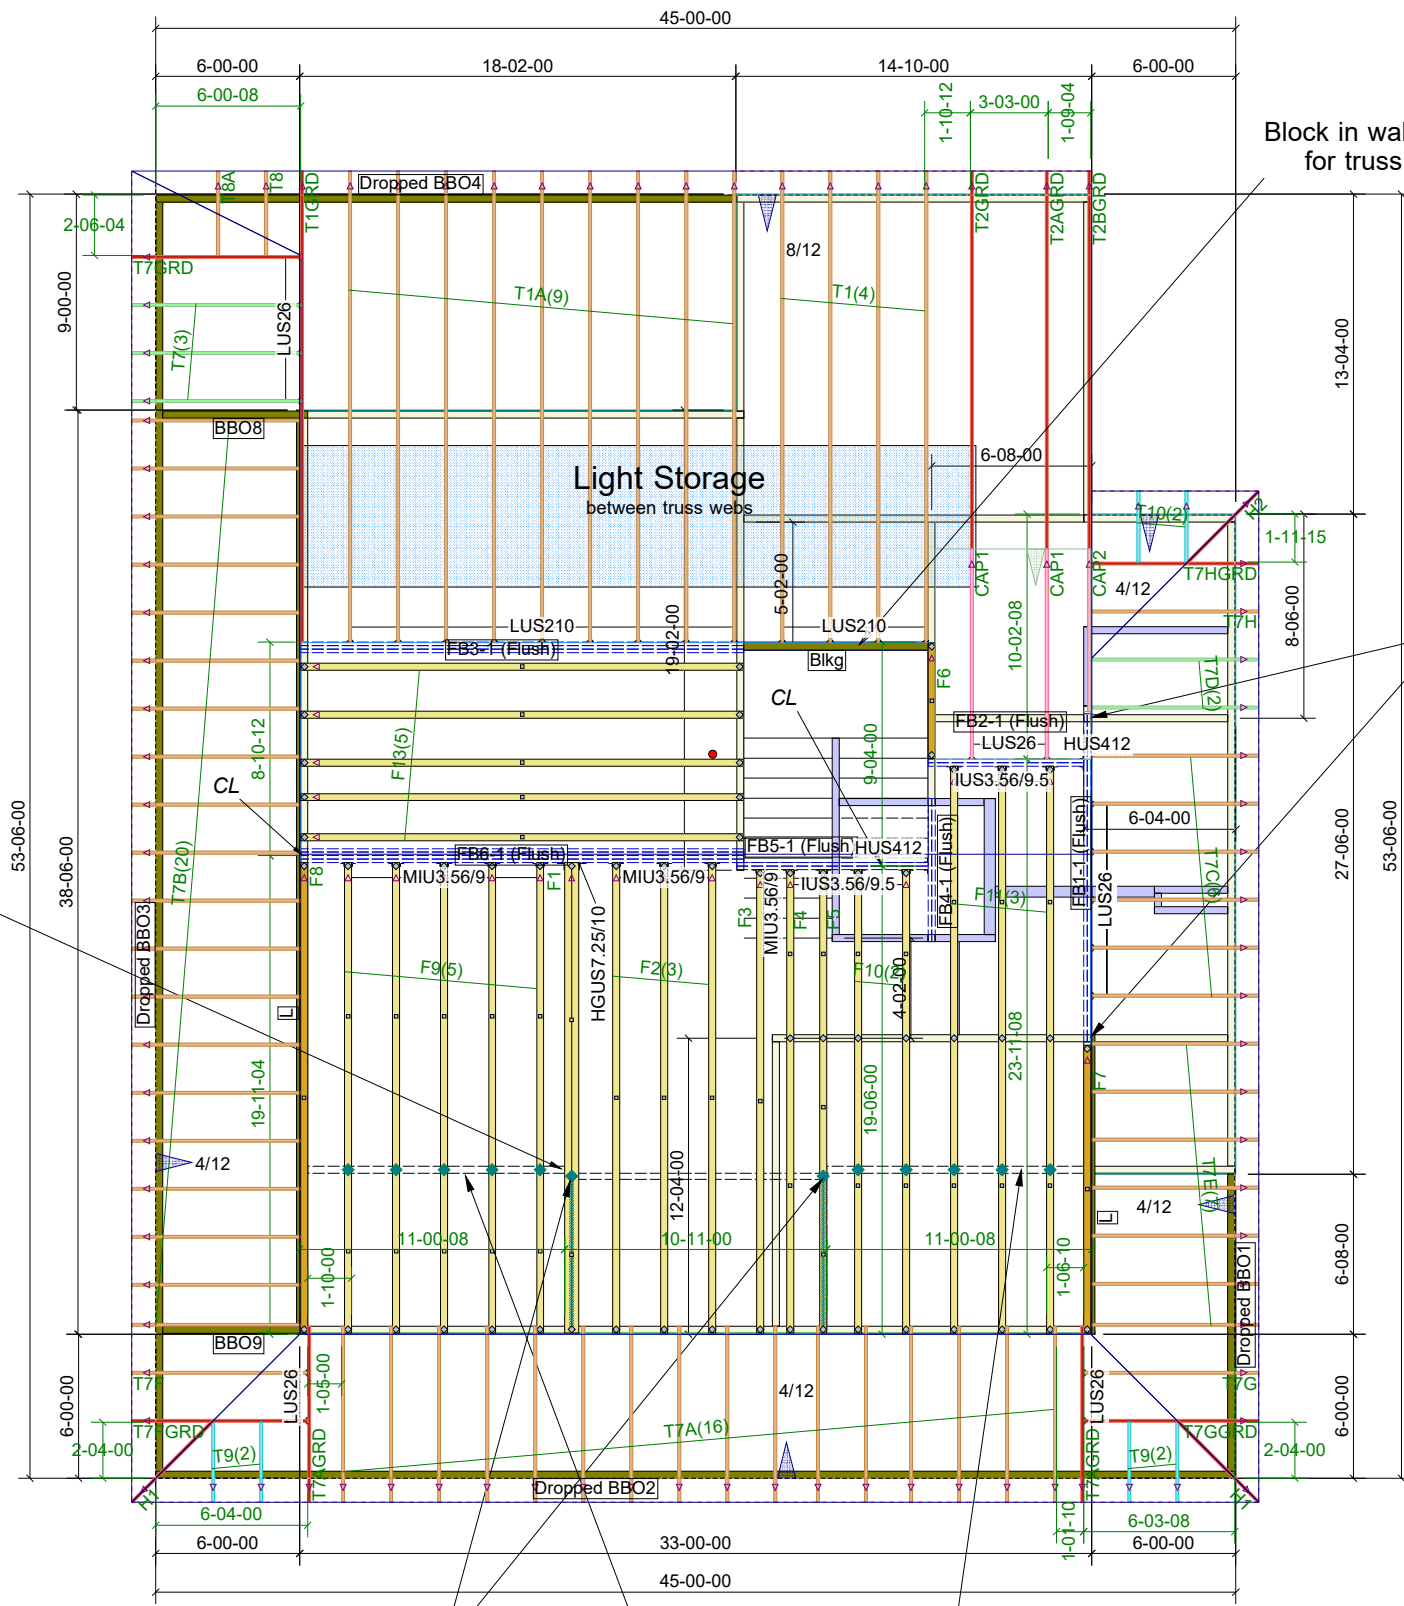 45-00-00
6-00-00
18-02-00
14-10-00
6-00-00
6-00-08
1-10-12
3-03-00
1-09-04
Block in wal
for truss
T8A
T8
T1GRD
Dropped BBO4
T2GRD
T2AGRD
T2BGRD
2-06-04
8/12
T7GRD
T1A(9)
T1(4)
9-00-00
LUS26
T7(3)
13-04-00
BBO8
6-08-00
Light Storage
between truss webs
T10(2)
H2
1-11-15
5-02-00
CAP1
CAP1
CAP2
T7HGRD
4/12
T7H
10-02-08
8-06-00
LUS210
LUS210
19-02-00
FB3-1 (Flush)
Blkg
F6
T7D(2)
CL
FB2-1 (Flush)
LUS26
HUS412
8-10-12
F13(5)
9-04-00
IUS3.56/9.5
CL
FB1-1 (Flush)
6-04-00
53-06-00
38-06-00
T7B(20)
FB6-1 (Flush)
FB5-1 (Flush)
HUS412
FB4-1 (Flush)
27-06-00
53-06-00
F8
MIU3.56/9
F1
MIU3.56/9
MIU3.56/9
IUS3.56/9.5
T7C(6)
LUS26
F3
F4
F5
F11(3)
Dropped BBO3
HGUS7.25/10
F9(5)
F2(3)
F10(2)
4-02-00
L
23-11-08
19-11-04
19-06-00
F7
4/12
12-04-00
T7E(7)
4/12
L
11-00-08
10-11-00
11-00-08
1-10-00
1-06-10
6-08-00
Dropped BBO1
BBO9
T7F
LUS26
1-05-00
4/12
LUS26
T7G
6-00-00
6-00-00
T7FGRD
T7A(16)
T7GGRD
2-04-00
T9(2)
T9(2)
2-04-00
T7AGRD
Dropped BBO2
T7AGRD
H1
H1
6-04-00
1-01-10
6-03-08
6-00-00
33-00-00
6-00-00
45-00-00